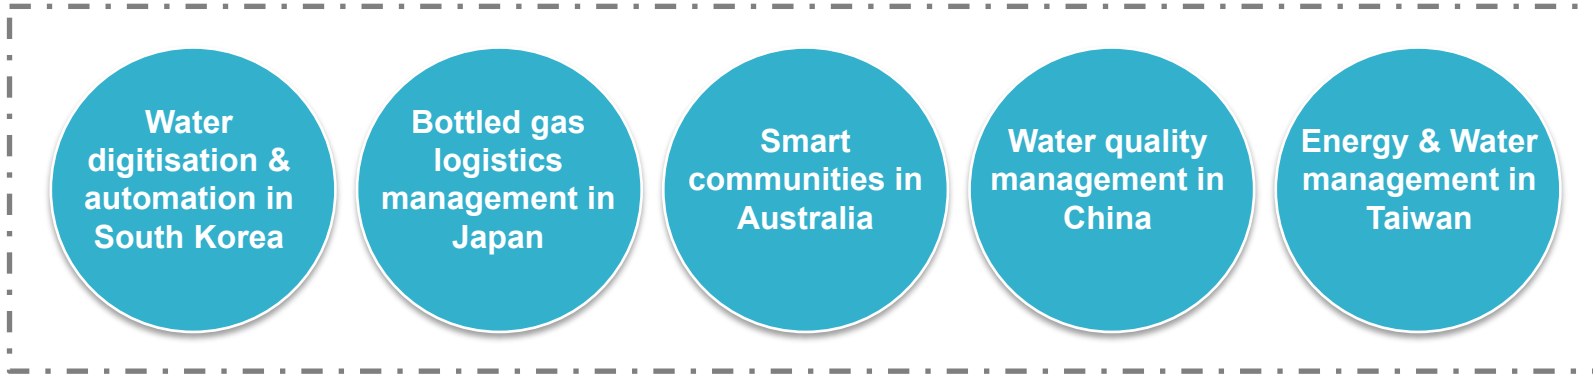 Water
digitisation &
automation in
South Korea
Bottled gas
logistics
management in
Japan
Smart
communities in
Australia
Water quality
management in
China
Energy & Water
management in
Taiwan